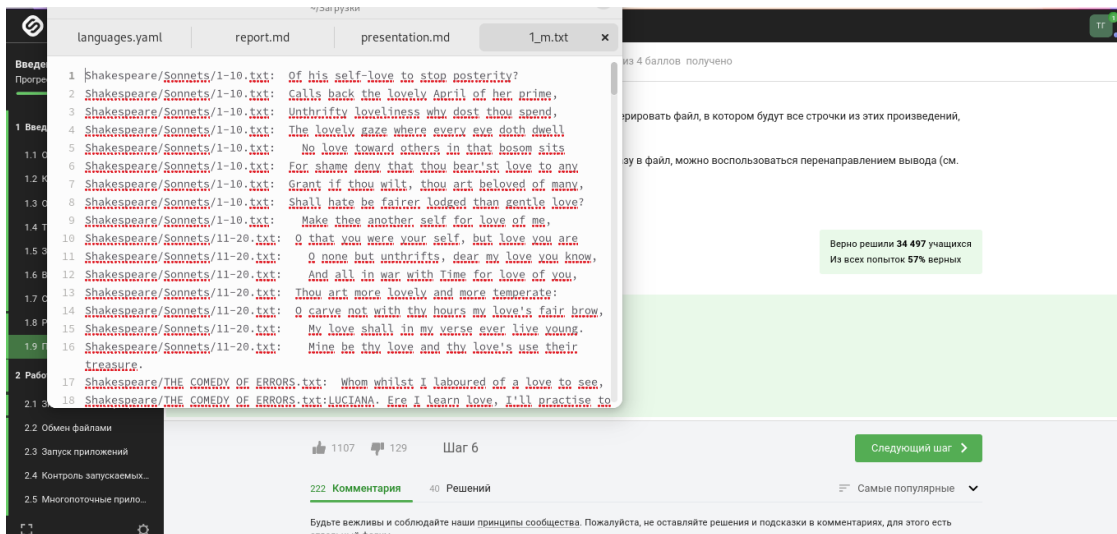 ~/Загрузки
languages.yaml
report.md
presentation.md
1_m.txt
1 Shakespeare/Sonnets/1-10.txt: Of his self-love to stop posterity?
2 Shakespeare/Sonnets/1-10.txt: Calls back the lovely April of her prime,
3 Shakespeare/Sonnets/1-10.txt: Unthrifty loveliness why dost thou spend,
4 Shakespeare/Sonnets/1-10.txt: The lovely gaze where every eye doth dwell
5 Shakespeare/Sonnets/1-10.txt: No love toward others in that bosom sits
6 Shakespeare/Sonnets/1-10.txt: For shame deny that thou bear'st love to any
7 Shakespeare/Sonnets/1-10.txt: Grant if thou wilt, thou art beloved of many,
8 Shakespeare/Sonnets/1-10.txt: Shall hate be fairer lodged than gentle love?
9 Shakespeare/Sonnets/1-10.txt: Make thee another self for love of me,
10 Shakespeare/Sonnets/11-20.txt: O that you were your self, but love you are
11 Shakespeare/Sonnets/11-20.txt: O none but unthrifts, dear my love you know,
12 Shakespeare/Sonnets/11-20.txt: And all in war with Time for love of you,
13 Shakespeare/Sonnets/11-20.txt: Thou art more lovely and more temperate:
14 Shakespeare/Sonnets/11-20.txt: O carve not with thy hours my love's fair brow,
15 Shakespeare/Sonnets/11-20.txt: My love shall in my verse ever live young.
16 Shakespeare/Sonnets/11-20.txt: Mine be thy love and thy love's use their
treasure.
17 Shakespeare/THE COMEDY OF ERRORS.txt: Whom whilst I laboured of a love to see,
18 Shakespeare/THE COMEDY OF ERRORS.txt:LUCIANA. Ere I learn love, I'll practise to
ТГ
1
Введе
Прогре
1 Введ
1.1 О
1.2 К
1.3 О
1.4 Т
1.5 З
1.6 В
1.7 С
1.8 Р
1.9 П
2 Рабо
2.1 З
2.2 Обмен файлами
2.3 Запуск приложений
2.4 Контроль запускаемых...
2.5 Многопоточные прило...
из 4 баллов получено
ерировать файл, в котором будут все строчки из этих произведений,
зу в файл, можно воспользоваться перенаправлением вывода (см.
Верно решили 34 497 учащихся
Из всех попыток 57% верных
1107 129 Шаг 6
Следующий шаг
222 Комментария 40 Решений
Самые популярные
Будьте вежливы и соблюдайте наши принципы сообщества. Пожалуйста, не оставляйте решения и подсказки в комментариях, для этого есть